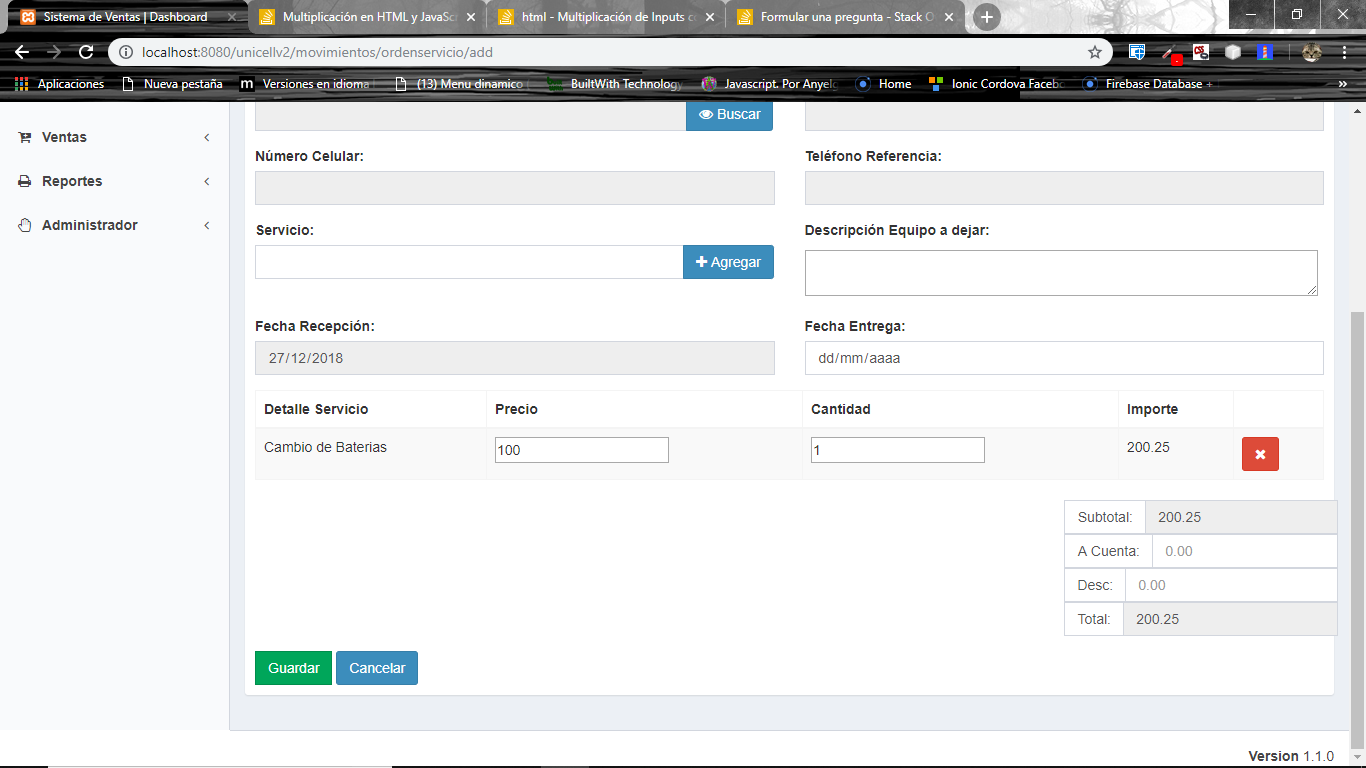 Sistema de Ventas | Dashboard
Multiplicación en HTML y JavaSc
html - Multiplicación de Inputs c
Formular una pregunta - Stack O
localhost:8080/unicellv2/movimientos/ordenservicio/add
Aplicaciones
Nueva pestaña
Versiones en idioma
(13) Menu dinamico
BuiltWith Technology
Javascript. Por Anyelg
Home
Ionic Cordova Facebo
Firebase Database +
»
Ventas
Reportes
Administrador
Buscar
Número Celular:
Teléfono Referencia:
Servicio:
Agregar
Descripción Equipo a dejar:
Fecha Recepción:
27/12/2018
Fecha Entrega:
dd/mm/aaaa
Detalle Servicio Precio Cantidad Importe
Cambio de Baterias 100 1 200.25
Subtotal: 200.25
A Cuenta: 0.00
Desc: 0.00
Total: 200.25
Guardar Cancelar
Version 1.1.0